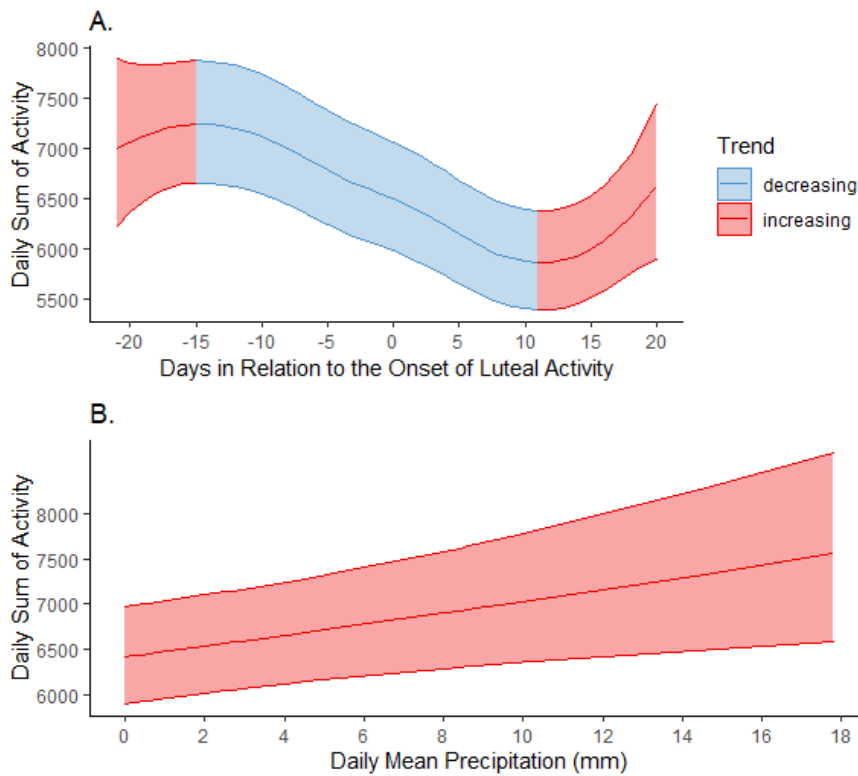 A.
8000
7500
7000
6500
6000
5500
Daily Sum of Activity
-20 -15 -10 -5 0 5 10 15 20
Days in Relation to the Onset of Luteal Activity
Trend
decreasing
increasing
B.
8000
7500
7000
6500
6000
Daily Sum of Activity
0 2 4 6 8 10 12 14 16 18
Daily Mean Precipitation (mm)